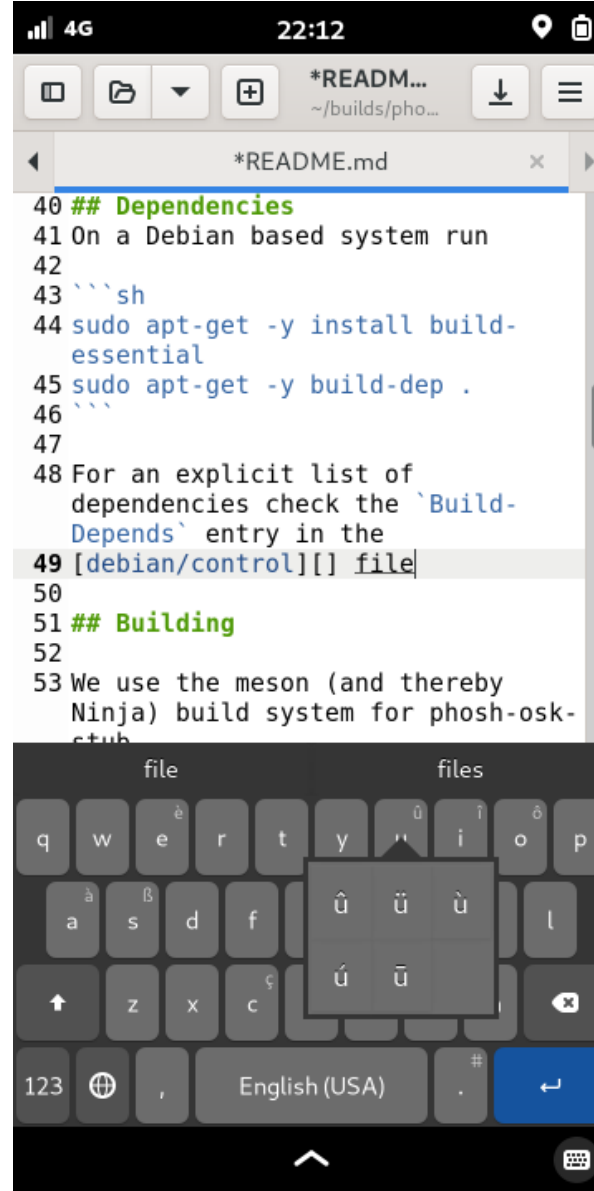 4G 22:12
*READM...
~/builds/pho...
*README.md
40 ## Dependencies
41 On a Debian based system run
42
43 ```sh
44 sudo apt-get -y install build-
essential
45 sudo apt-get -y build-dep .
46 ```
47
48 For an explicit list of
dependencies check the `Build-
Depends` entry in the
49 [debian/control][] file
50
51 ## Building
52
53 We use the meson (and thereby
Ninja) build system for phosh-osk-
stub
file files
è û î ô
q w e r t y u i o p
à ß
a s d f l
û ü ù
ú ū
ç
z x c
#
123 , English (USA) .